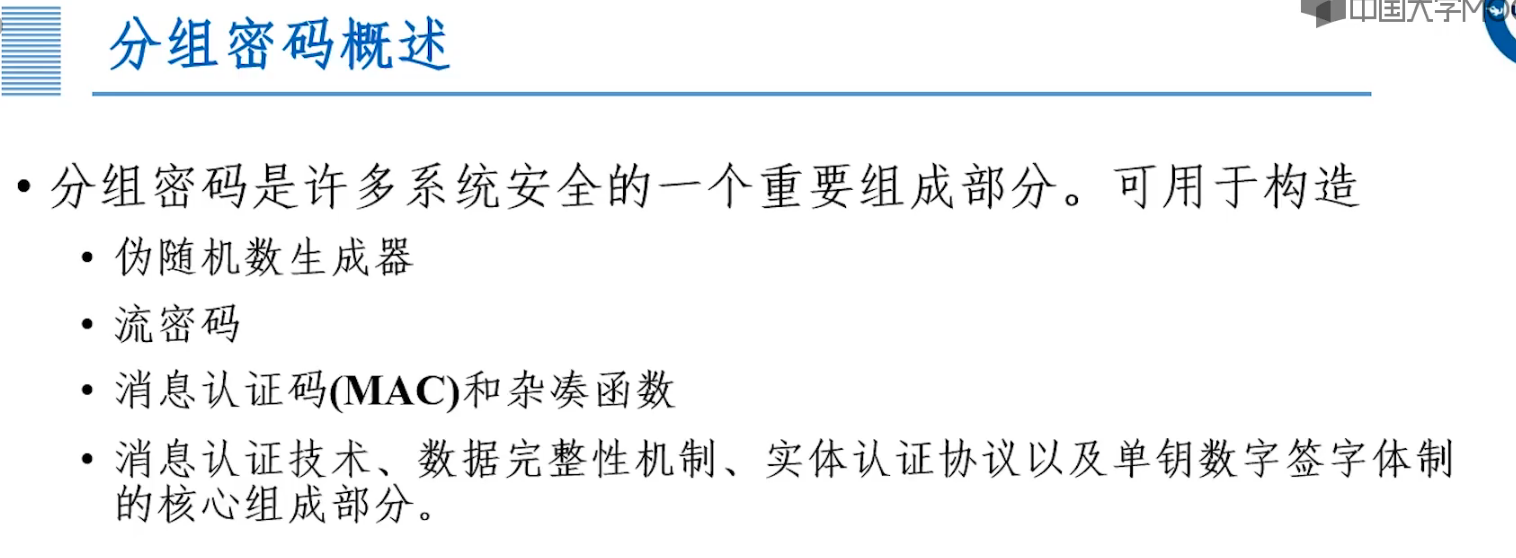 中国大学MOO
分组密码概述
• 分组密码是许多系统安全的一个重要组成部分。可用于构造
• 伪随机数生成器
• 流密码
• 消息认证码(MAC)和杂凑函数
• 消息认证技术、数据完整性机制、实体认证协议以及单钥数字签字体制
的核心组成部分。